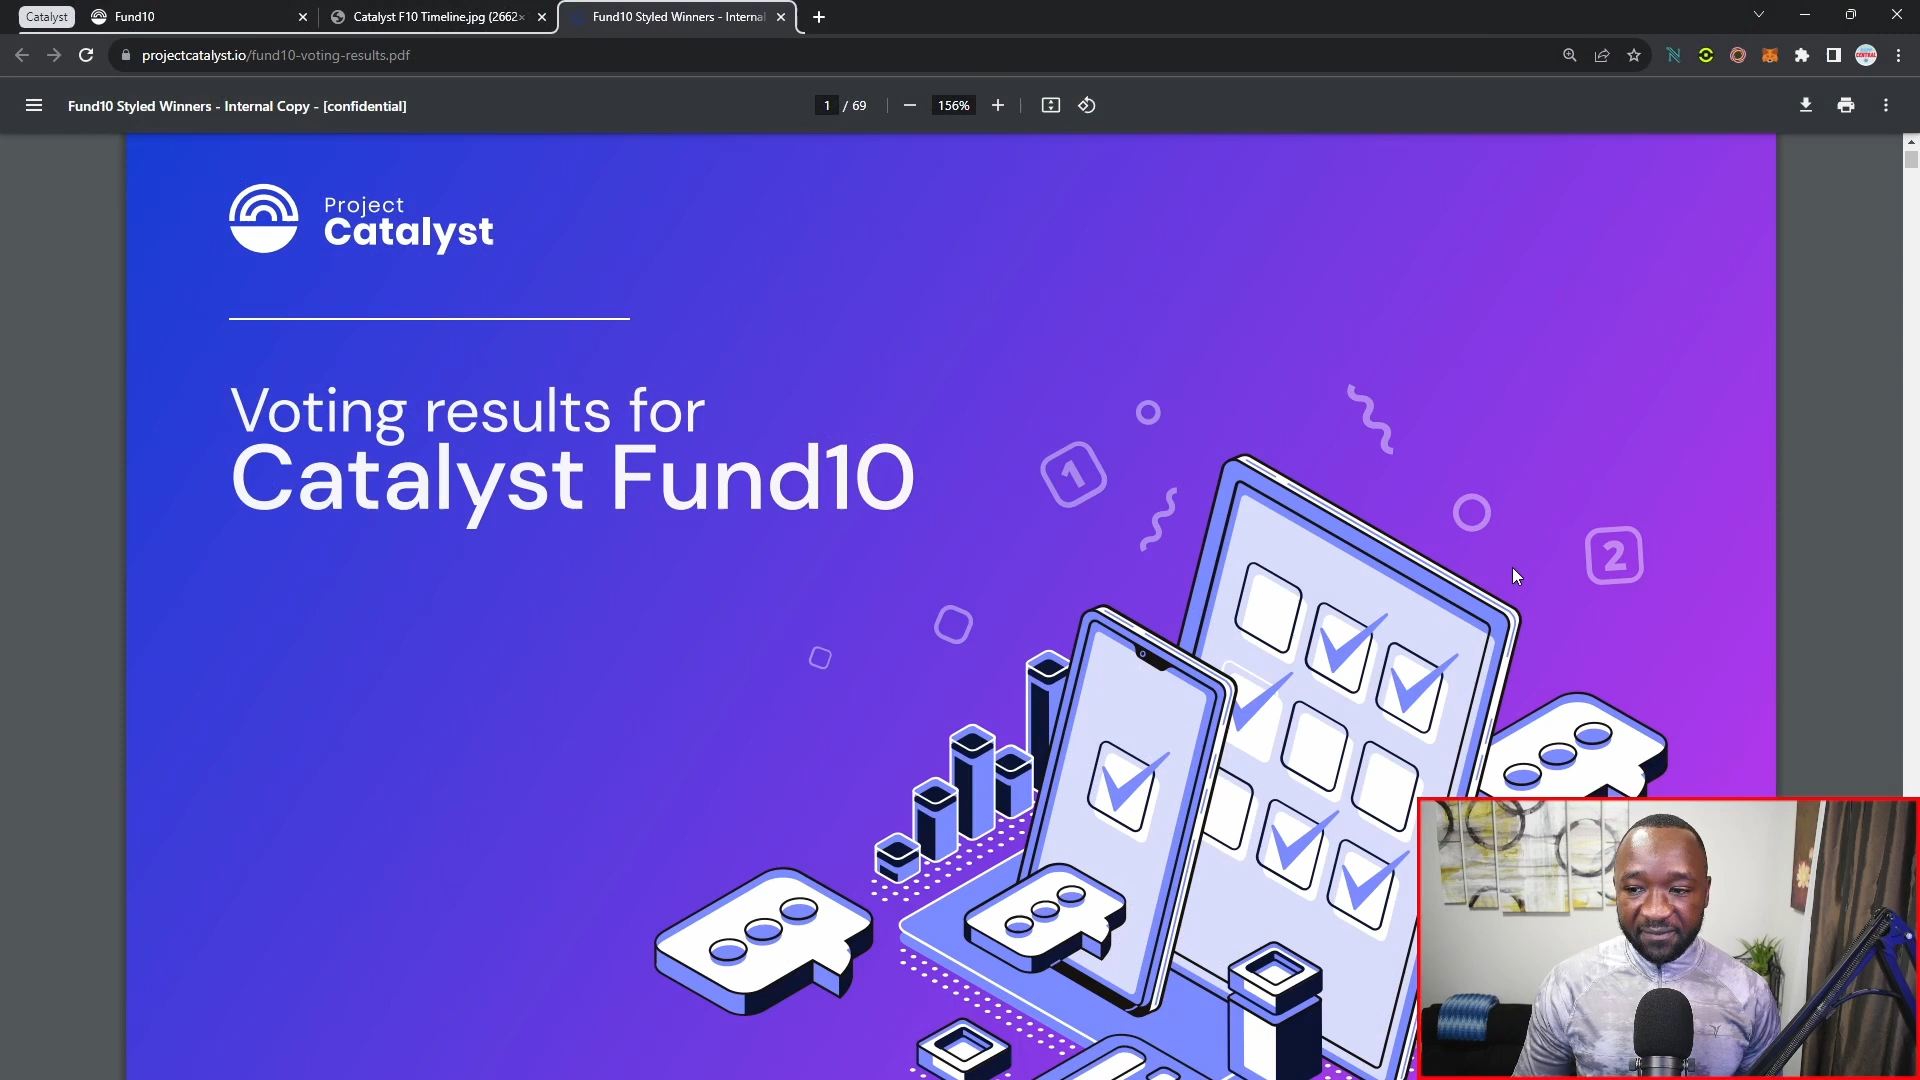 Catalyst
Fund10
Catalyst F10 Timeline.jpg (2662×
Fund10 Styled Winners - Internal
projectcatalyst.io/fund10-voting-results.pdf
Fund10 Styled Winners - Internal Copy - [confidential]
1 / 69
156%
Project
Catalyst
Voting results for
Catalyst Fund10
1
2